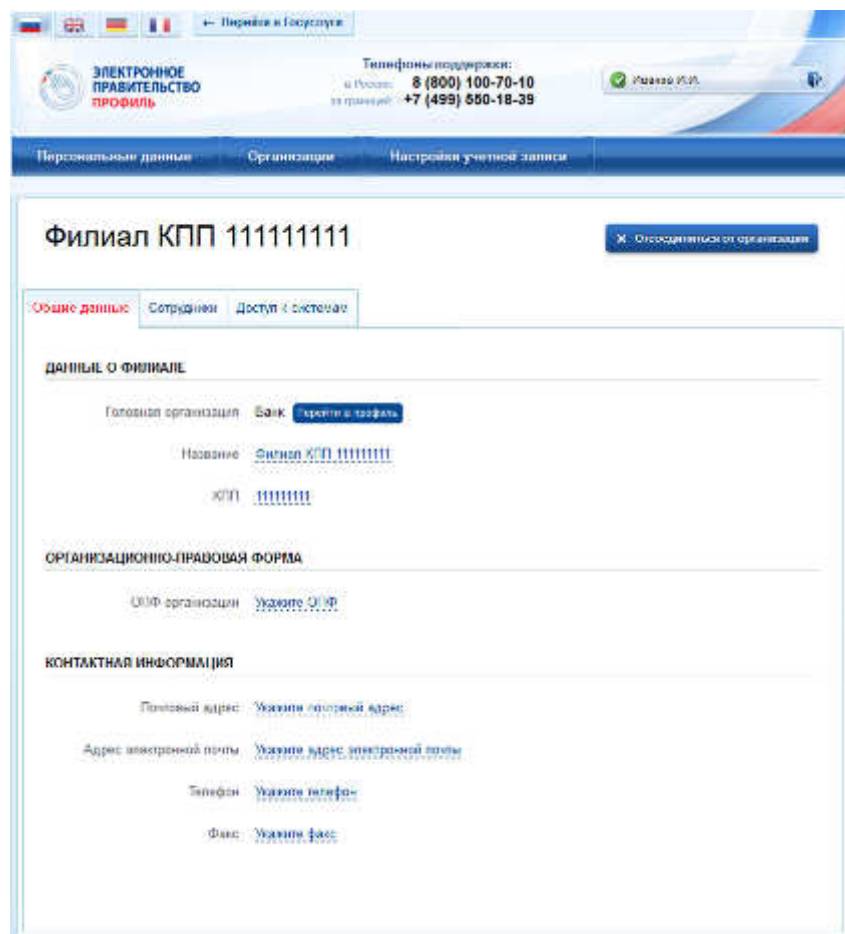 ← Перейти в Госуслуги
ЭЛЕКТРОННОЕ
ПРАВИТЕЛЬСТВО
ПРОФИЛЬ
Телефоны поддержки:
в России: 8 (800) 100-70-10
за границей: +7 (499) 550-18-39
Иванов И.И.
Персональные данные Организации Настройки учетной записи
Филиал КПП 111111111
× Отсоединиться от организации
Общие данные Сотрудники Доступ к системам
ДАННЫЕ О ФИЛИАЛЕ
Головная организация Банк Перейти в профиль
Название Филиал КПП 111111111
КПП 111111111
ОРГАНИЗАЦИОННО-ПРАВОВАЯ ФОРМА
ОПФ организации Укажите ОПФ
КОНТАКТНАЯ ИНФОРМАЦИЯ
Почтовый адрес Укажите почтовый адрес
Адрес электронной почты Укажите адрес электронной почты
Телефон Укажите телефон
Факс Укажите факс